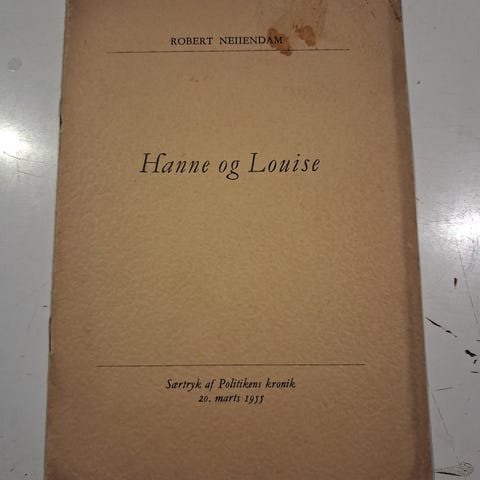 ROBERT NEIIENDAM
Hanne og Louise
Særtryk af Politikens kronik
20. marts 1955